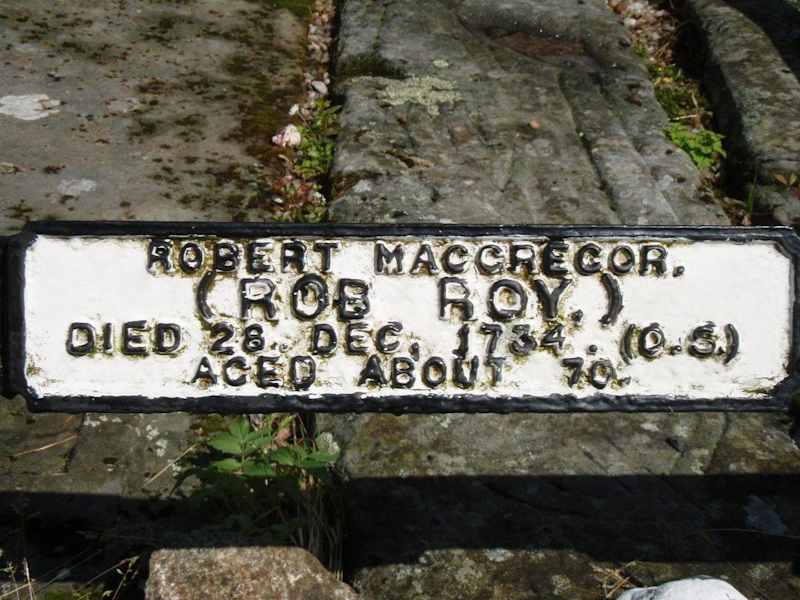 ROBERT MACGREGOR.
(ROB ROY.)
DIED 28. DEC, 1734. (O.S.)
AGED ABOUT 70.